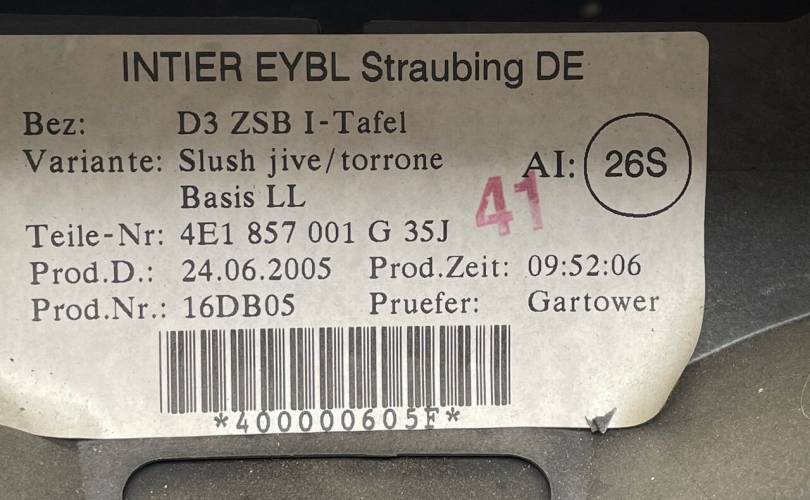 INTIER EYBL Straubing DE
Bez: D3 ZSB I-Tafel
Variante: Slush jive/torrone AI: 26S
Basis LL
41
Teile-Nr: 4E1 857 001 G 35J
Prod.D.: 24.06.2005 Prod.Zeit: 09:52:06
Prod.Nr.: 16DB05 Pruefer: Gartower
*400000605F*